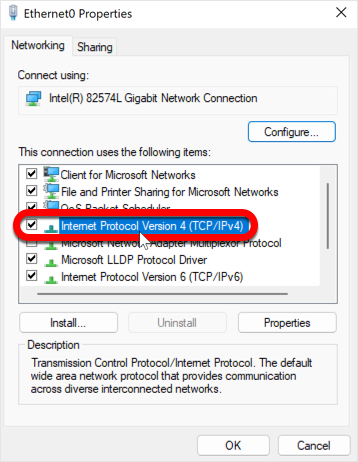 Ethernet0 Properties
Networking
Sharing
Connect using:
Intel(R) 82574L Gigabit Network Connection
Configure...
This connection uses the following items:
Client for Microsoft Networks
File and Printer Sharing for Microsoft Networks
QoS Packet Scheduler
Internet Protocol Version 4 (TCP/IPv4)
Microsoft Network Adapter Multiplexor Protocol
Microsoft LLDP Protocol Driver
Internet Protocol Version 6 (TCP/IPv6)
Install...
Uninstall
Properties
Description
Transmission Control Protocol/Internet Protocol. The default
wide area network protocol that provides communication
across diverse interconnected networks.
OK
Cancel